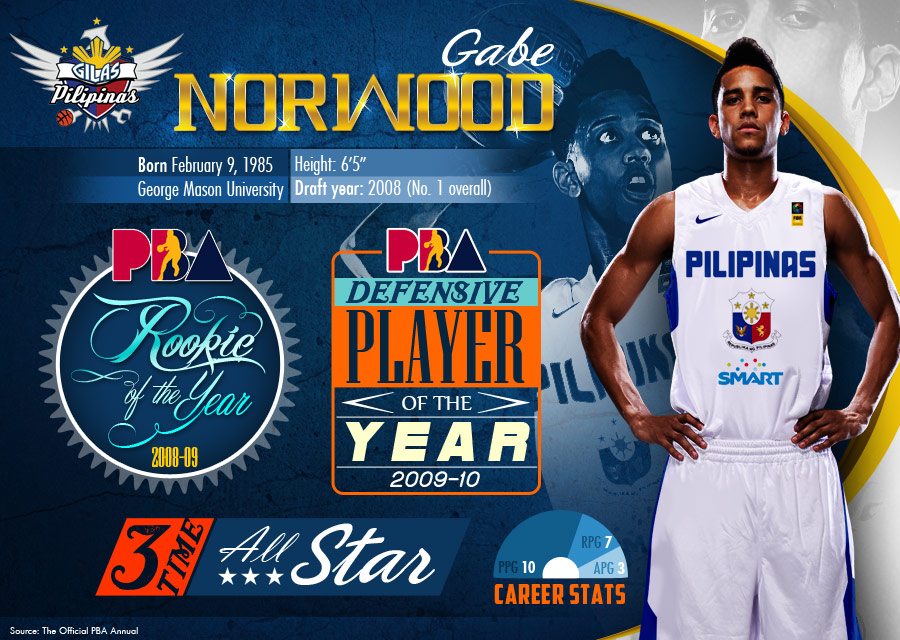 GILAS
Pilipinas
Gabe
NORWOOD
Born February 9, 1985
George Mason University
Height: 6'5"
Draft year: 2008 (No. 1 overall)
PBA
Rookie
of the Year
2008-09
PBA
DEFENSIVE
PLAYER
OF THE
YEAR
2009-10
3 TIME
All Star
PPG 10
RPG 7
APG 3
CAREER STATS
PILIPINAS
SMART
PILIPINAS
Source: The Official PBA Annual